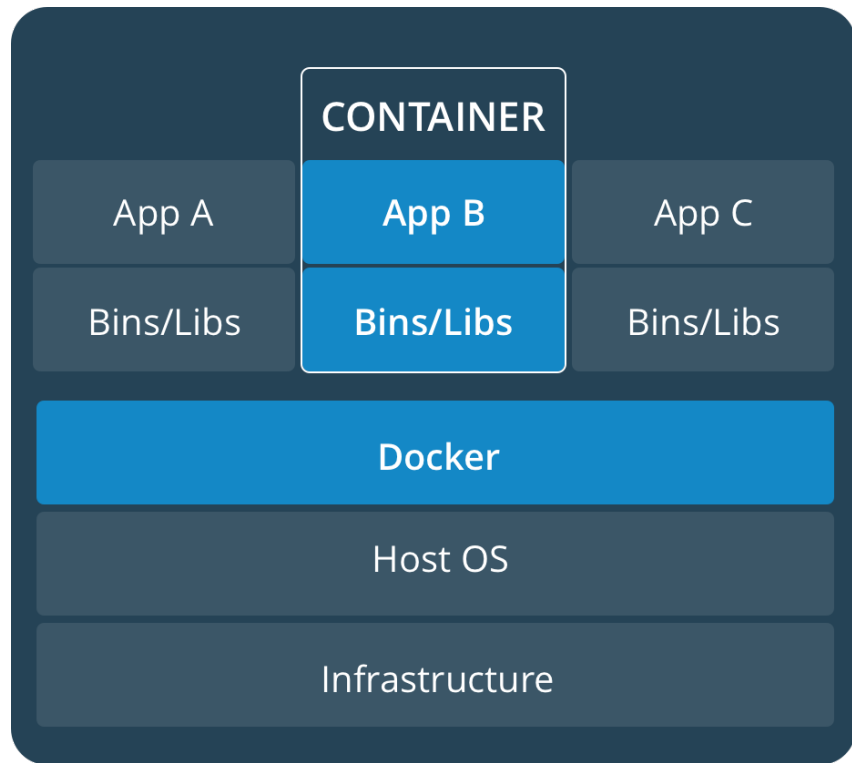 CONTAINER
App A
App B
App C
Bins/Libs
Bins/Libs
Bins/Libs
Docker
Host OS
Infrastructure